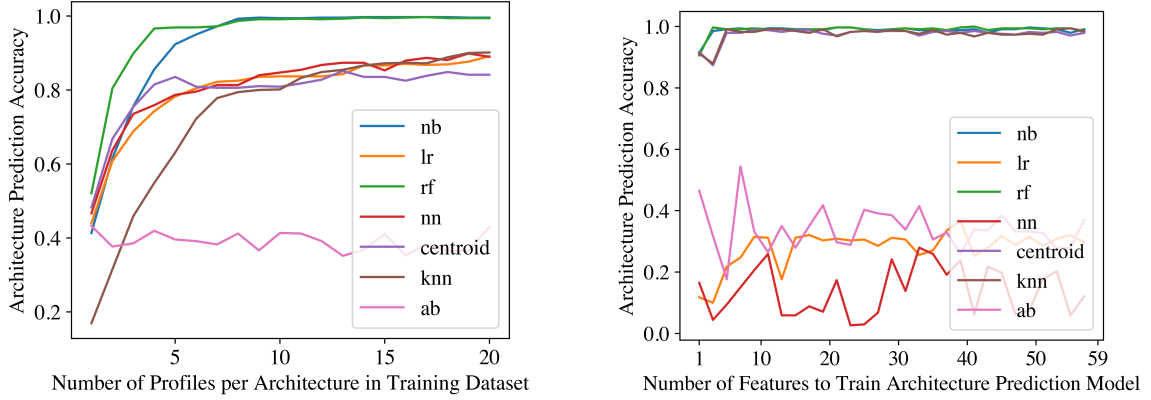 Architecture Prediction Accuracy
1.0
0.8
0.6
0.4
0.2
nb
lr
rf
nn
centroid
knn
ab
5
10
15
20
Number of Profiles per Architecture in Training Dataset
Architecture Prediction Accuracy
1.0
0.8
0.6
0.4
0.2
0.0
nb
lr
rf
nn
centroid
knn
ab
1
10
20
30
40
50
59
Number of Features to Train Architecture Prediction Model